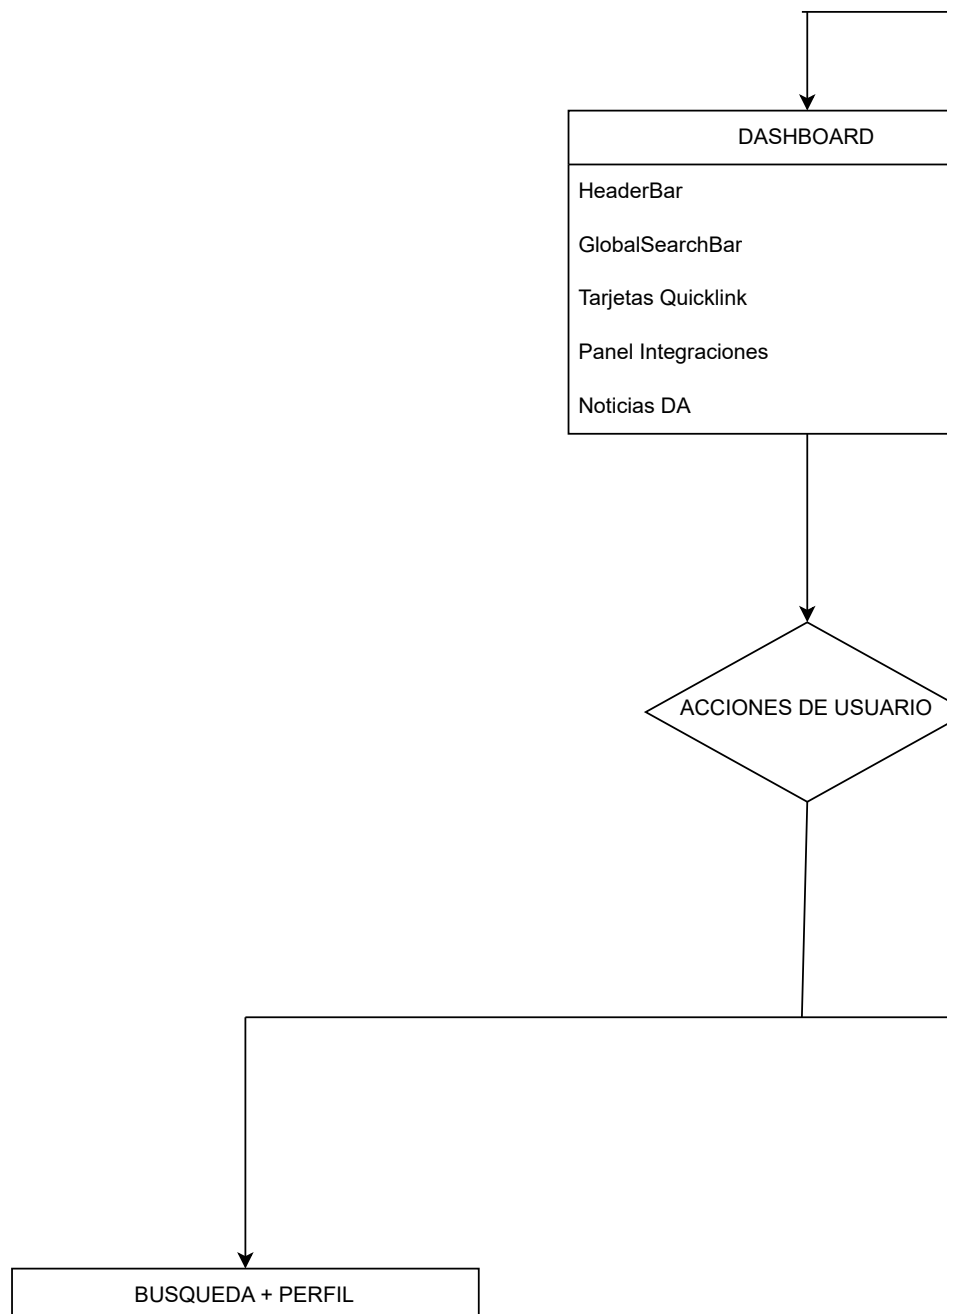 DASHBOARD
HeaderBar
GlobalSearchBar
Tarjetas Quicklink
Panel Integraciones
Noticias DA
ACCIONES DE USUARIO
BUSQUEDA + PERFIL